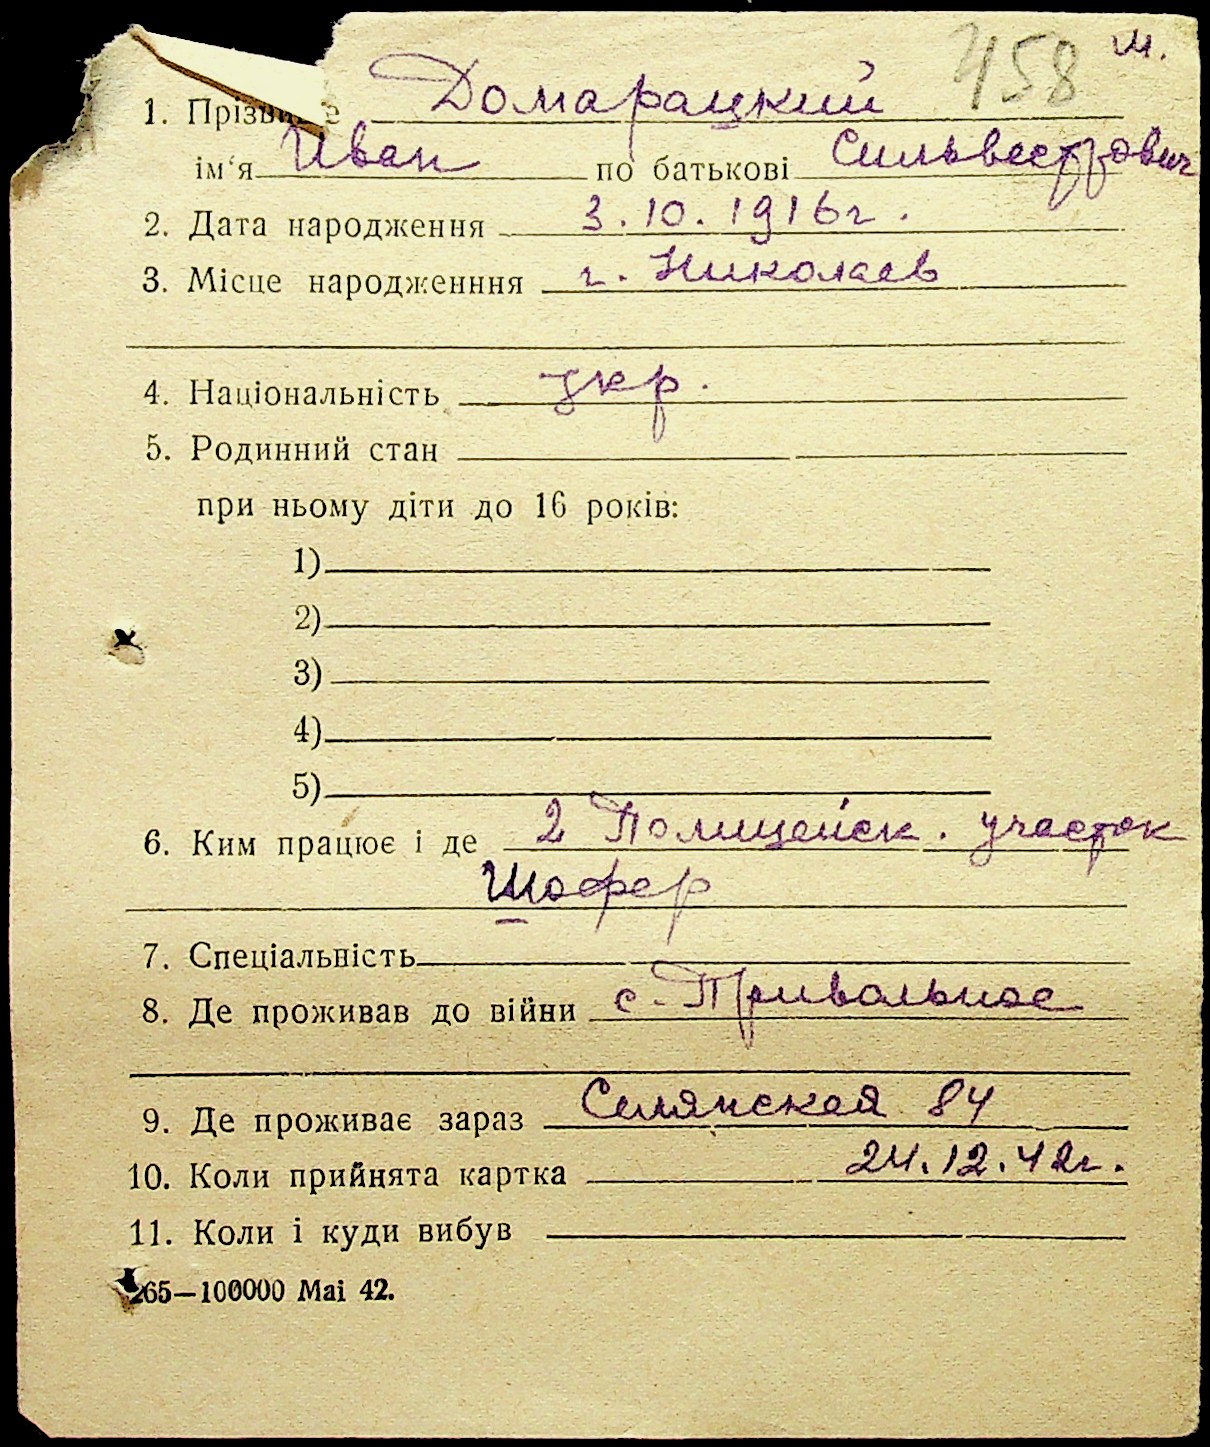 458 м.
1. Прізвище Домарацкий
ім'я Иван по батькові Сильвестрович
2. Дата народження 3.10.1916г.
3. Місце народженння г. Николаев
4. Національність укр.
5. Родинний стан
при ньому діти до 16 років:
1)
2)
3)
4)
5)
6. Ким працює і де 2 Полицейск. участок
Шофер
7. Спеціальність
8. Де проживав до війни с. Привольное
9. Де проживає зараз 84
10. Коли прийнята картка 24.12.42г.
11. Коли і куди вибув
265—100000 Mai 42.